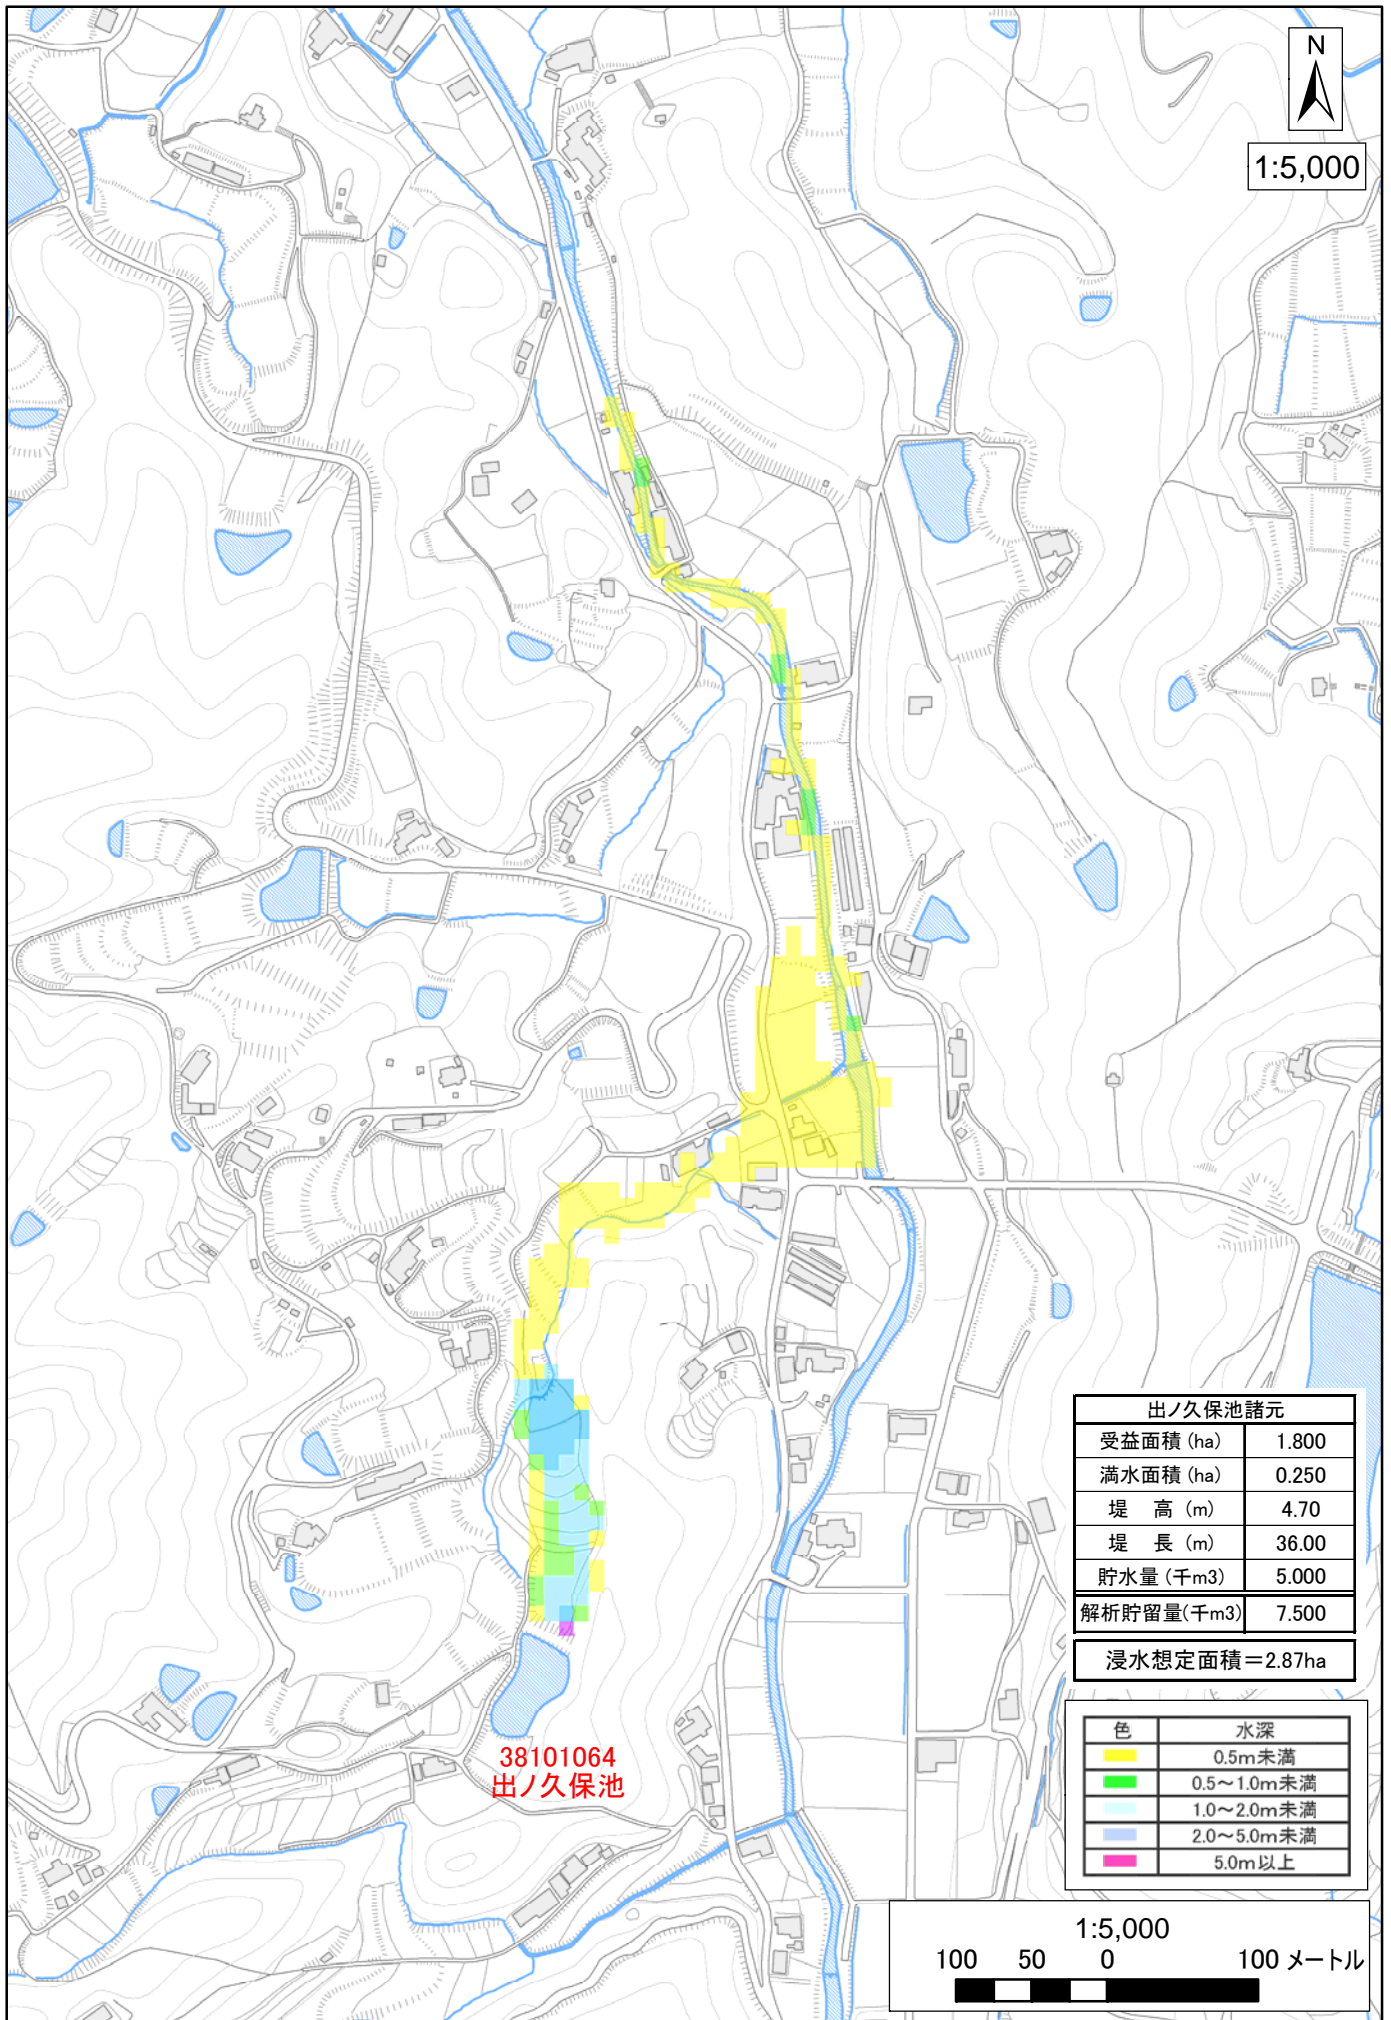 N
1:5,000
出ノ久保池諸元
受益面積 (ha) 1.800
満水面積 (ha) 0.250
堤　高 (m) 4.70
堤　長 (m) 36.00
貯水量 (千m3) 5.000
解析貯留量(千m3) 7.500
浸水想定面積＝2.87ha
38101064
出ノ久保池
色 水深
0.5m未満
0.5～1.0m未満
1.0～2.0m未満
2.0～5.0m未満
5.0m以上
1:5,000
100 50 0 100 メートル